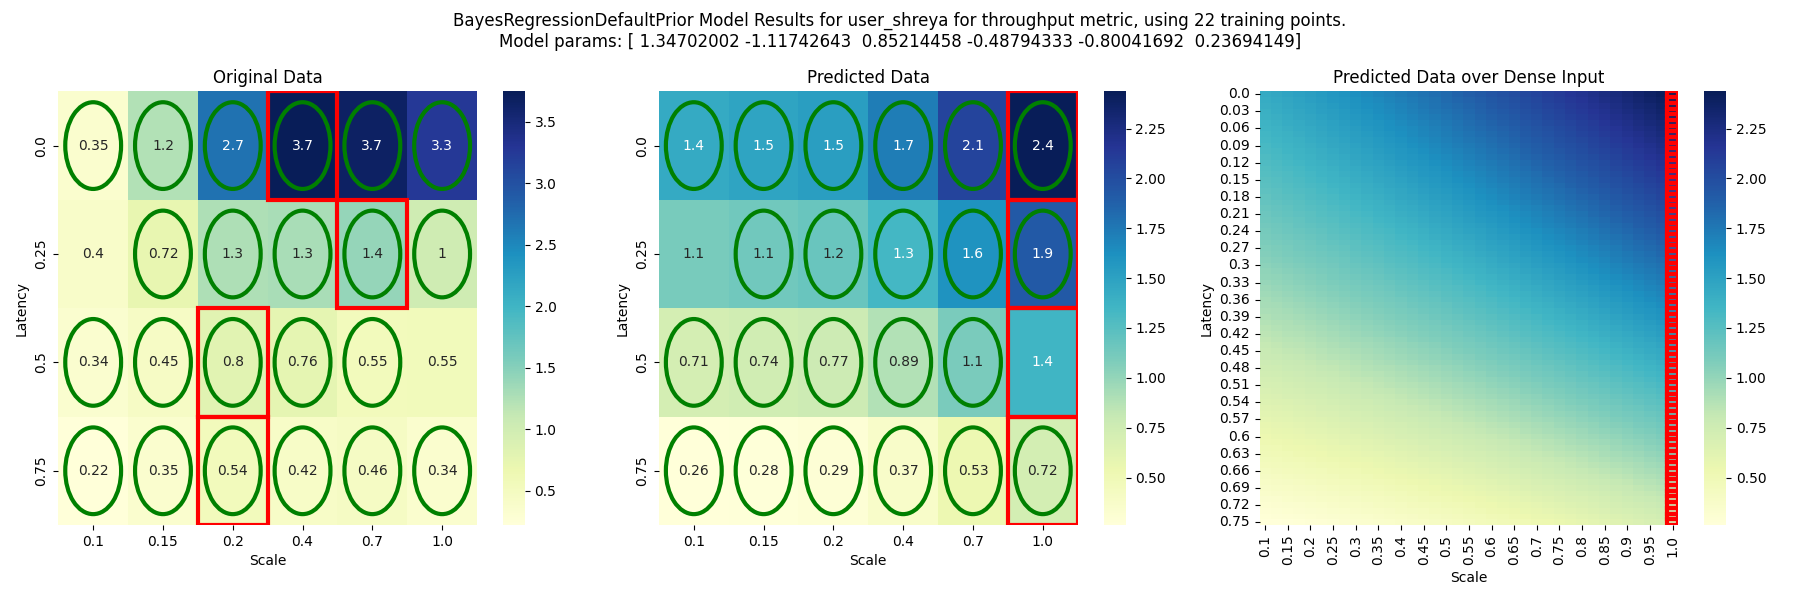 BayesRegressionDefaultPrior Model Results for user_shreya for throughput metric, using 22 training points.
Model params: [ 1.34702002 -1.11742643  0.85214458 -0.48794333 -0.80041692  0.23694149]
Original Data
Latency
0.0
0.25
0.5
0.75
0.35 1.2 2.7 3.7 3.7 3.3
0.4 0.72 1.3 1.3 1.4 1
0.34 0.45 0.8 0.76 0.55 0.55
0.22 0.35 0.54 0.42 0.46 0.34
0.1 0.15 0.2 0.4 0.7 1.0
Scale
3.5
3.0
2.5
2.0
1.5
1.0
0.5
Predicted Data
Latency
0.0
0.25
0.5
0.75
1.4 1.5 1.5 1.7 2.1 2.4
1.1 1.1 1.2 1.3 1.6 1.9
0.71 0.74 0.77 0.89 1.1 1.4
0.26 0.28 0.29 0.37 0.53 0.72
0.1 0.15 0.2 0.4 0.7 1.0
Scale
2.25
2.00
1.75
1.50
1.25
1.00
0.75
0.50
Predicted Data over Dense Input
Latency
0.0
0.03
0.06
0.09
0.12
0.15
0.18
0.21
0.24
0.27
0.3
0.33
0.36
0.39
0.42
0.45
0.48
0.51
0.54
0.57
0.6
0.63
0.66
0.69
0.72
0.75
0.1 0.15 0.2 0.25 0.3 0.35 0.4 0.45 0.5 0.55 0.6 0.65 0.7 0.75 0.8 0.85 0.9 0.95 1.0
Scale
2.25
2.00
1.75
1.50
1.25
1.00
0.75
0.50